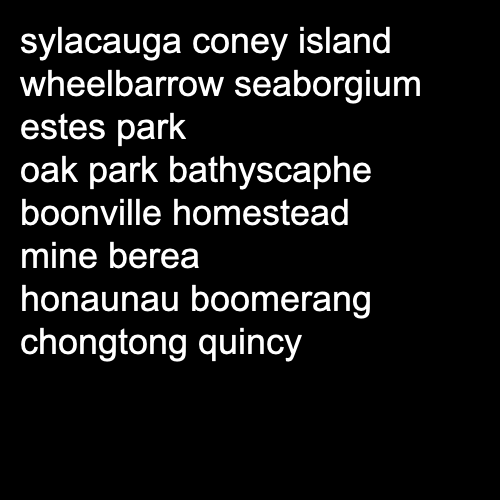 sylacauga coney island
wheelbarrow seaborgium
estes park
oak park bathyscaphe
boonville homestead
mine berea
honaunau boomerang
chongtong quincy